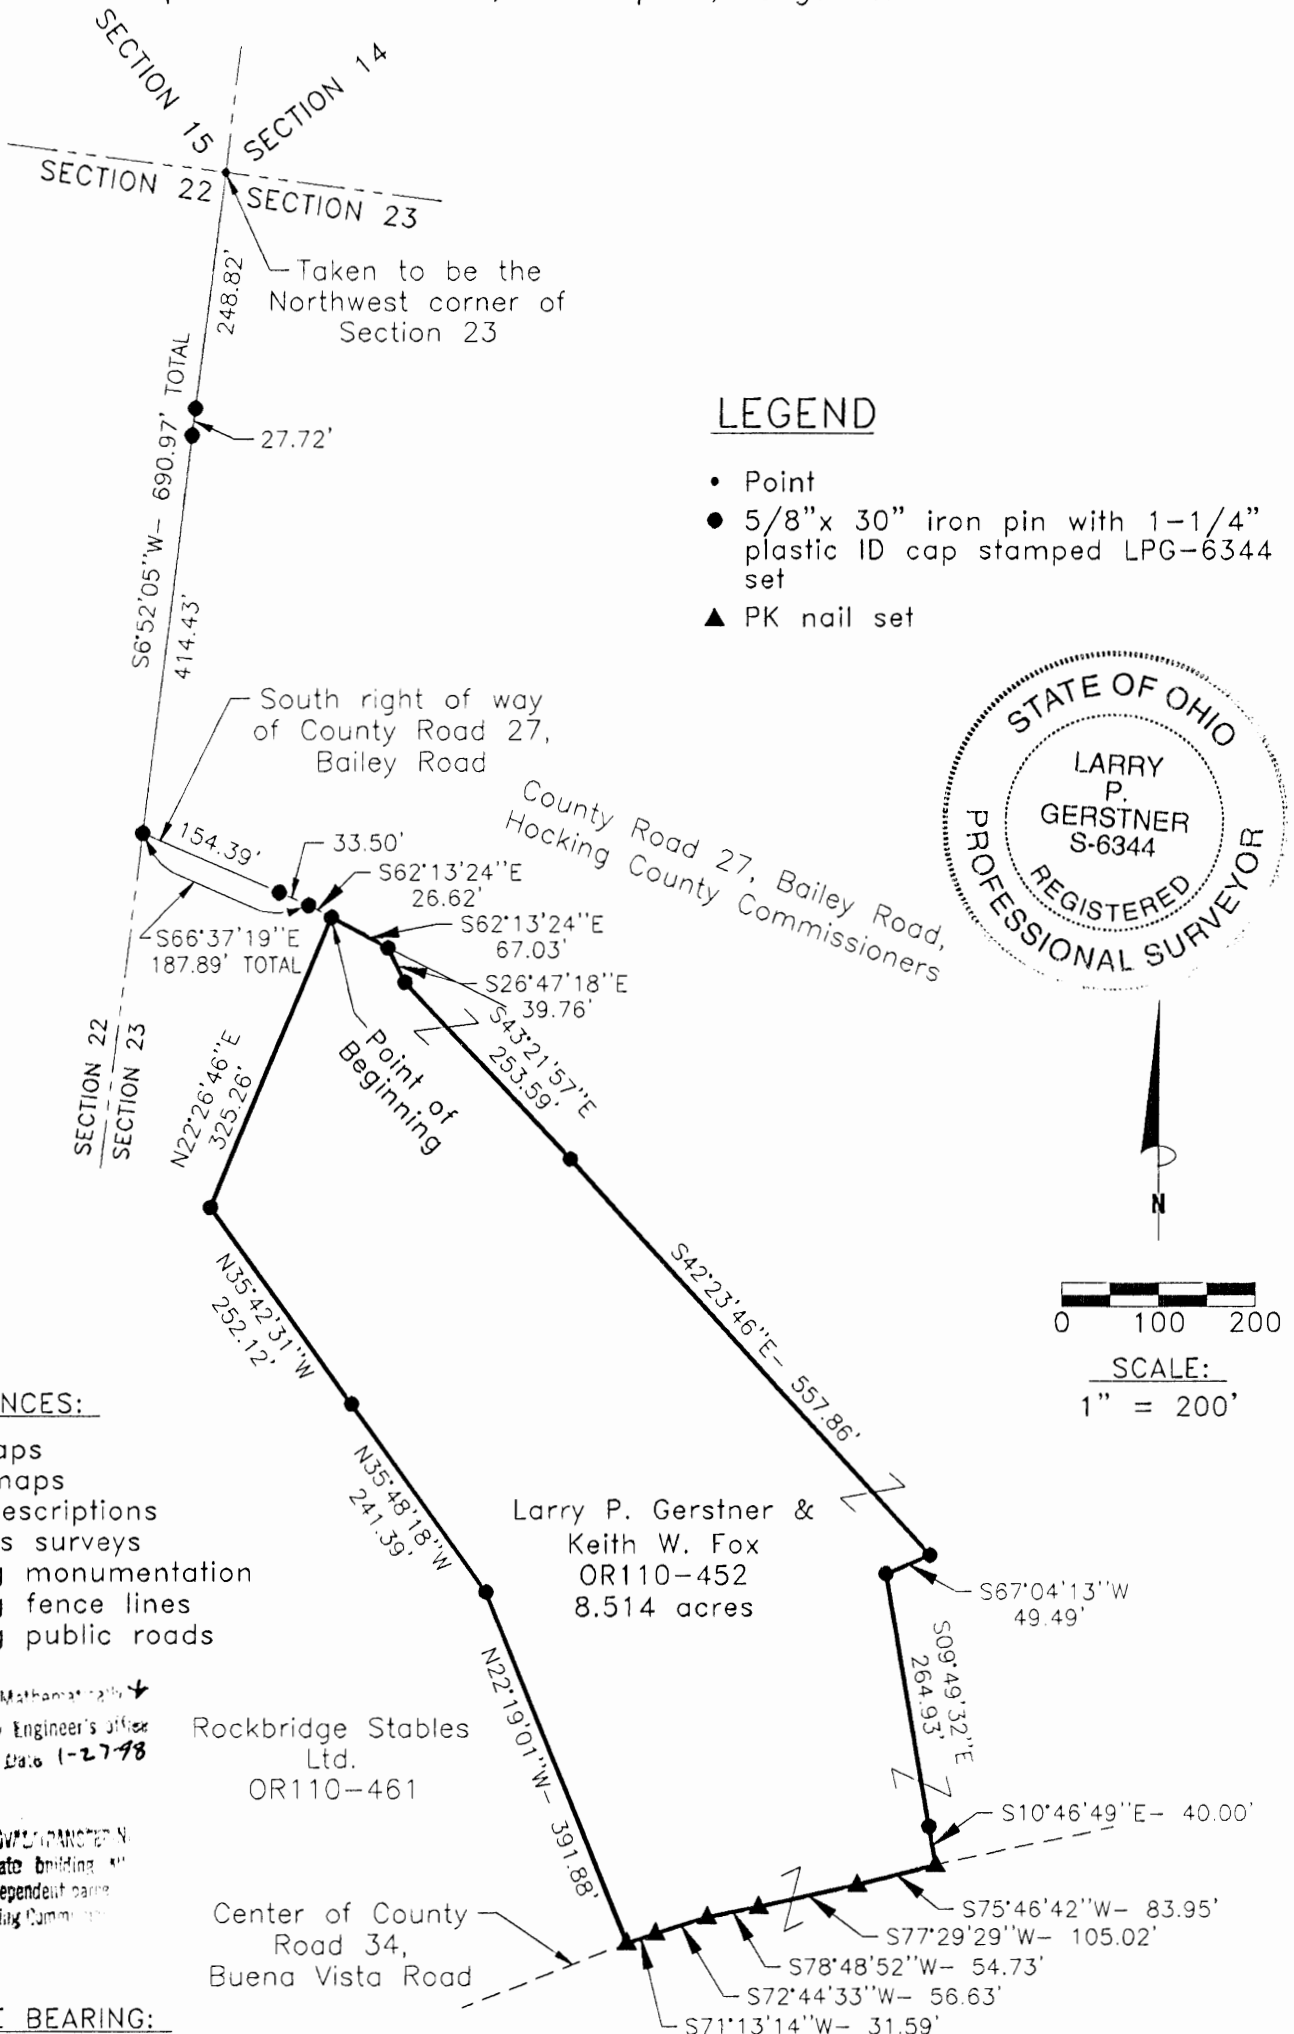 SECTION 15
SECTION 14
SECTION 22
SECTION 23
248.82'
Taken to be the
Northwest corner of
Section 23
S6°52'05"W- 690.97' TOTAL
27.72'
414.43'
LEGEND
Point
5/8"x 30" iron pin with 1-1/4"
plastic ID cap stamped LPG-6344
set
PK nail set
STATE OF OHIO
LARRY
P.
GERSTNER
S-6344
REGISTERED
PROFESSIONAL SURVEYOR
South right of way
of County Road 27,
Bailey Road
County Road 27, Bailey Road,
Hocking County Commissioners
154.39'
33.50'
S62°13'24"E
26.62'
S62°13'24"E
67.03'
S66°37'19"E
187.89' TOTAL
S26°47'18"E
39.76'
S43°21'57"E
253.59'
Point of
Beginning
SECTION 22
SECTION 23
N22°26'46"E
325.26'
N
0 100 200
SCALE:
1" = 200'
S42°23'46"E- 557.86'
N35°42'31"W
252.12'
N35°48'18"W
241.39'
NCES:
aps
maps
escriptions
s surveys
g monumentation
g fence lines
g public roads
Larry P. Gerstner &
Keith W. Fox
OR110-452
8.514 acres
S67°04'13"W
49.49'
S09°49'32"E
264.93'
N22°19'01"W- 391.88'
Mathematically
Engineer's office
Date 1-27-98
Rockbridge Stables
Ltd.
OR110-461
building
ependent
S10°46'49"E- 40.00'
S75°46'42"W- 83.95'
S77°29'29"W- 105.02'
S78°48'52"W- 54.73'
S72°44'33"W- 56.63'
S71°13'14"W- 31.59'
Center of County
Road 34,
Buena Vista Road
E BEARING: